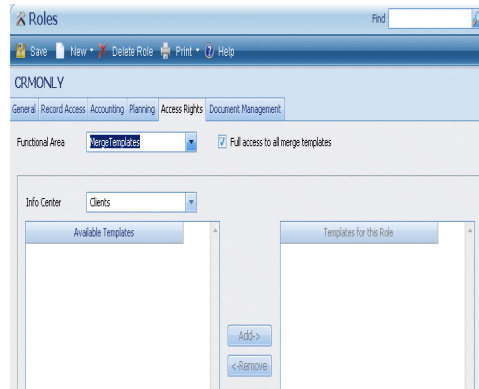 Roles
Find
Save New Delete Role Print Help
CRMONLY
General Record Access Accounting Planning Access Rights Document Management
Functional Area MergeTemplates Full access to all merge templates
Info Center Clients
Available Templates Templates for this Role
Add->
<-Remove